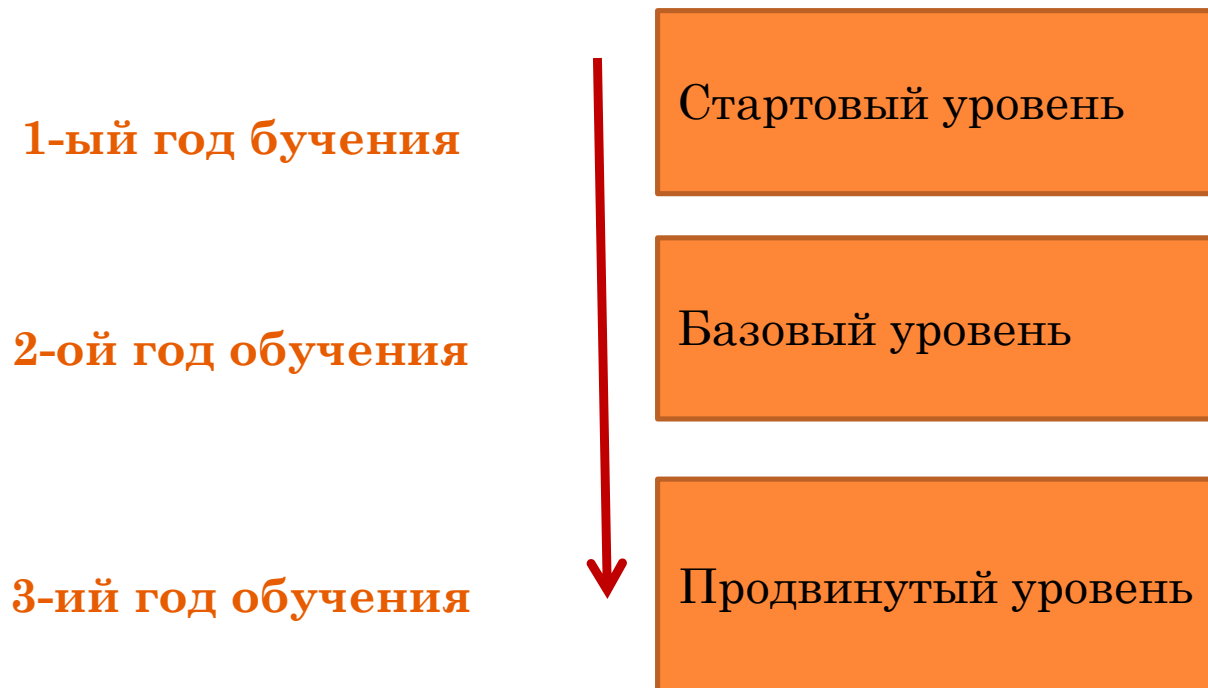 1-ый год бучения
Стартовый уровень
2-ой год обучения
Базовый уровень
3-ий год обучения
Продвинутый уровень